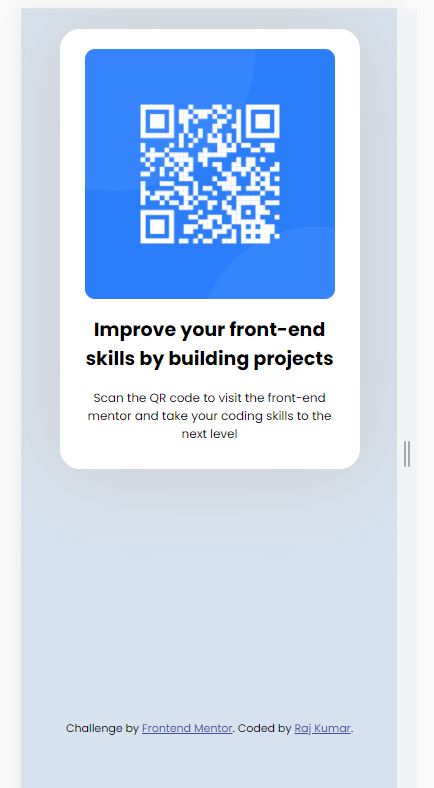 Improve your front-end
skills by building projects
Scan the QR code to visit the front-end
mentor and take your coding skills to the
next level
Challenge by Frontend Mentor. Coded by Raj Kumar.